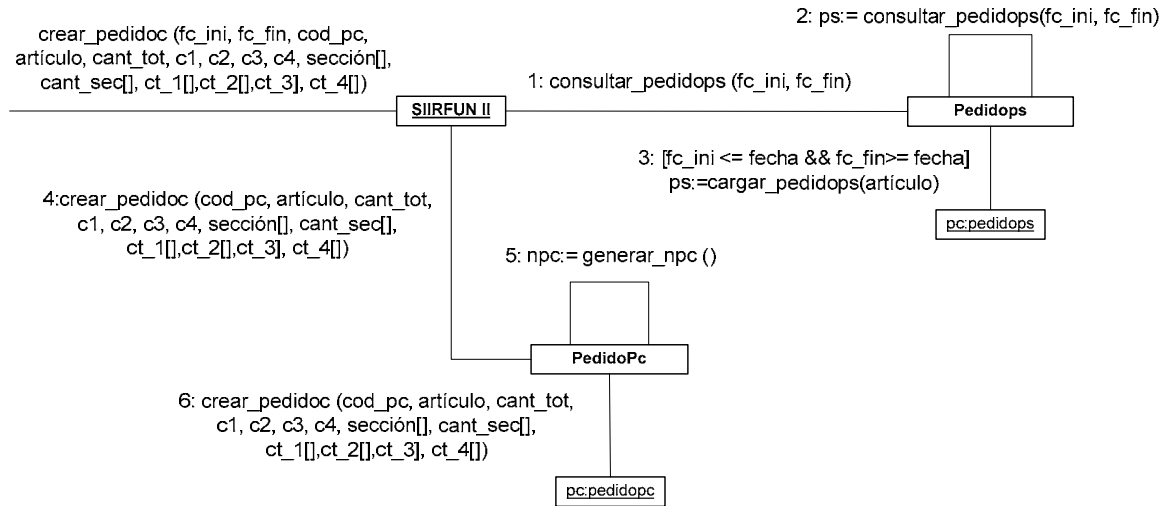 crear_pedidoc (fc_ini, fc_fin, cod_pc,
artículo, cant_tot, c1, c2, c3, c4, sección[],
cant_sec[], ct_1[],ct_2[],ct_3], ct_4[])
SIIRFUN II
1: consultar_pedidops (fc_ini, fc_fin)
2: ps:= consultar_pedidops(fc_ini, fc_fin)
Pedidops
3: [fc_ini <= fecha && fc_fin>= fecha]
ps:=cargar_pedidops(artículo)
pc:pedidops
4:crear_pedidoc (cod_pc, artículo, cant_tot,
c1, c2, c3, c4, sección[], cant_sec[],
ct_1[],ct_2[],ct_3], ct_4[])
5: npc:= generar_npc ()
PedidoPc
6: crear_pedidoc (cod_pc, artículo, cant_tot,
c1, c2, c3, c4, sección[], cant_sec[],
ct_1[],ct_2[],ct_3], ct_4[])
pc:pedidopc